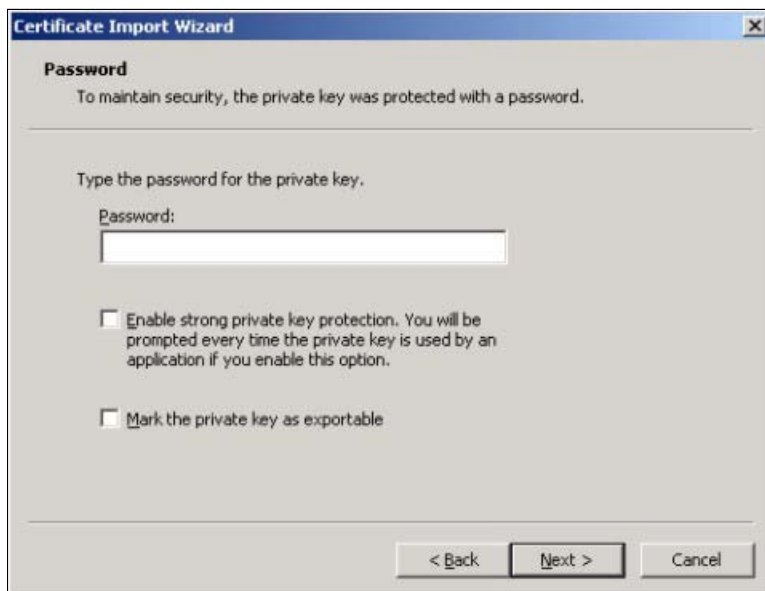 Certificate Import Wizard
Password
To maintain security, the private key was protected with a password.
Type the password for the private key.
Password:
Enable strong private key protection. You will be
prompted every time the private key is used by an
application if you enable this option.
Mark the private key as exportable
< Back Next > Cancel